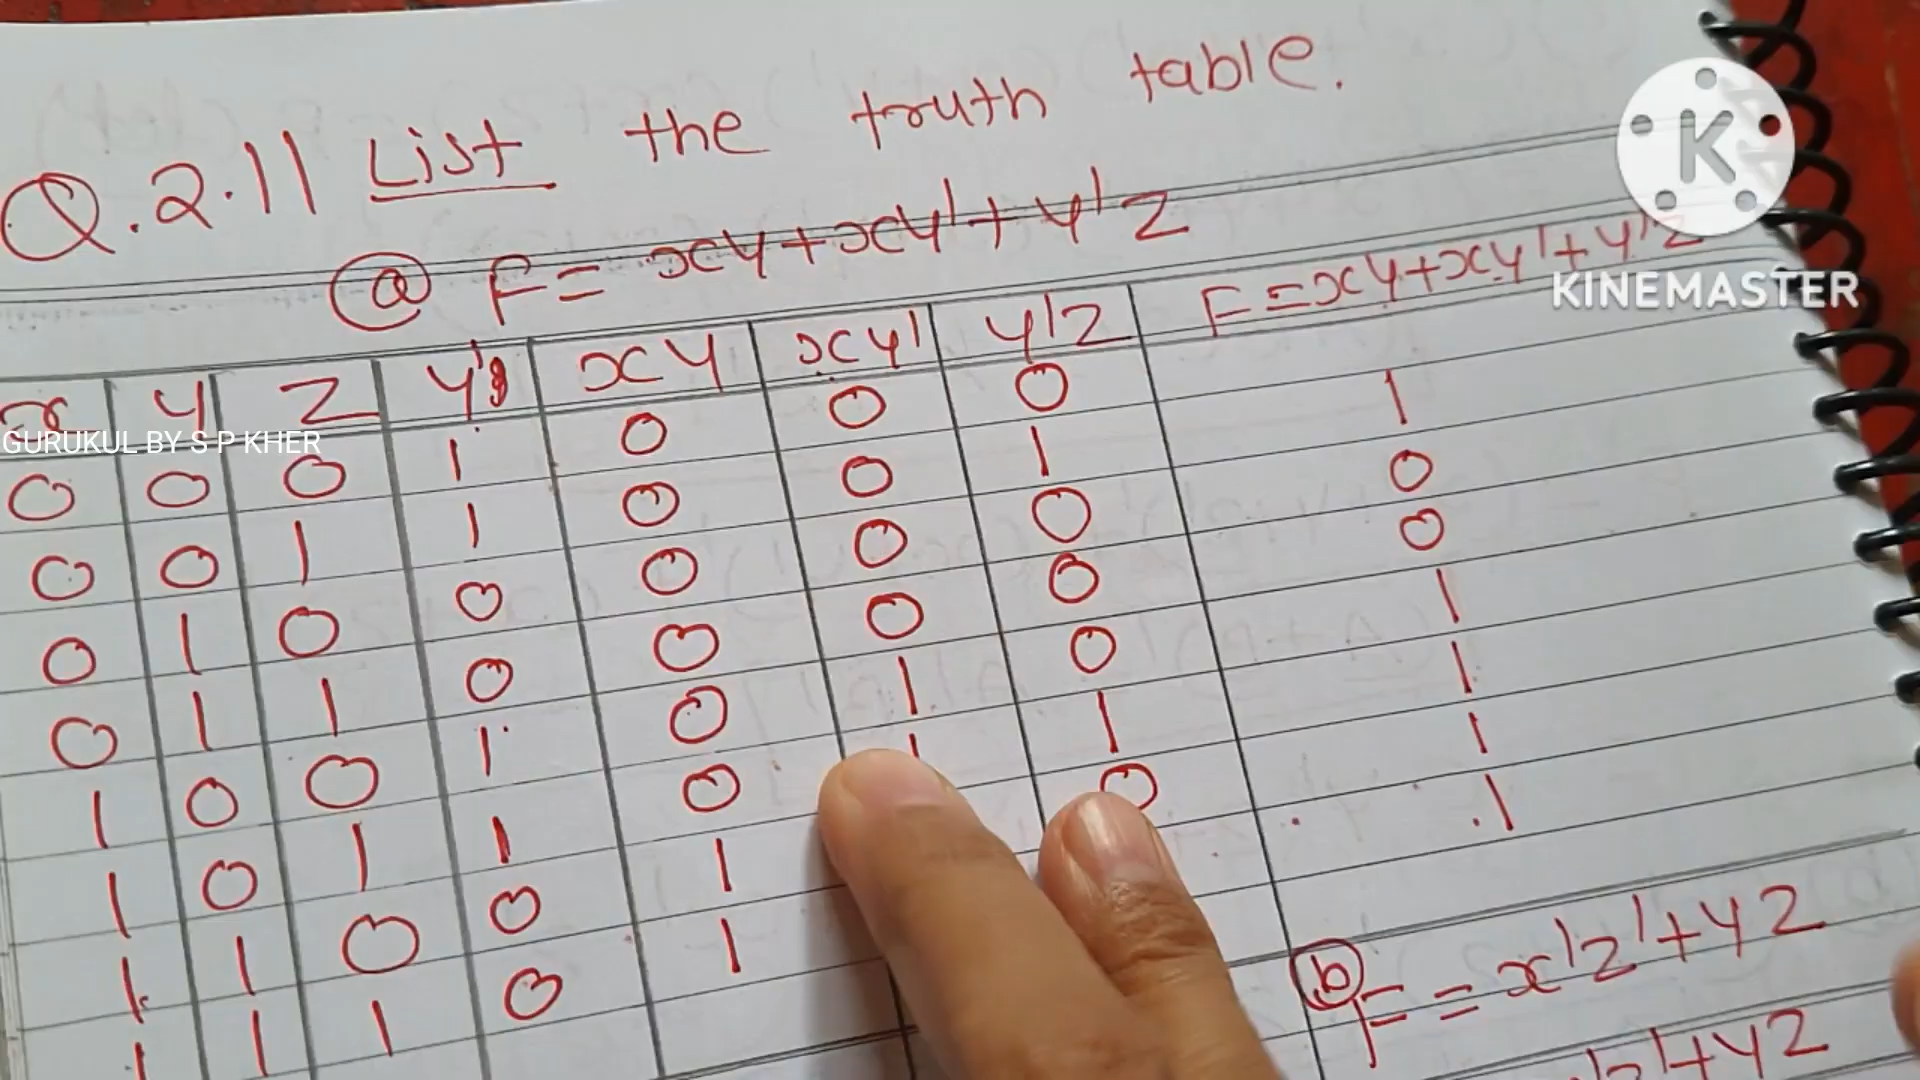 Q.2.11 List the truth table.
ⓐ F = xy+xy'+y'z
x y z y' xy xy' y'z F=xy+xy'+y'z
0 0 0 1 0 0 0
0 0 1 1 0 0 1 1
0 1 0 0 0 0 0 0
0 1 1 0 0 0 0 0
1 0 0 1 0 1 0 1
1 0 1 1 0 1 1 1
1 1 0 0 1 0 1
1 1 1 0 1 1
ⓑ F = x'z'+yz
x'z'+yz
GURUKUL BY S P KHER
K
KINEMASTER